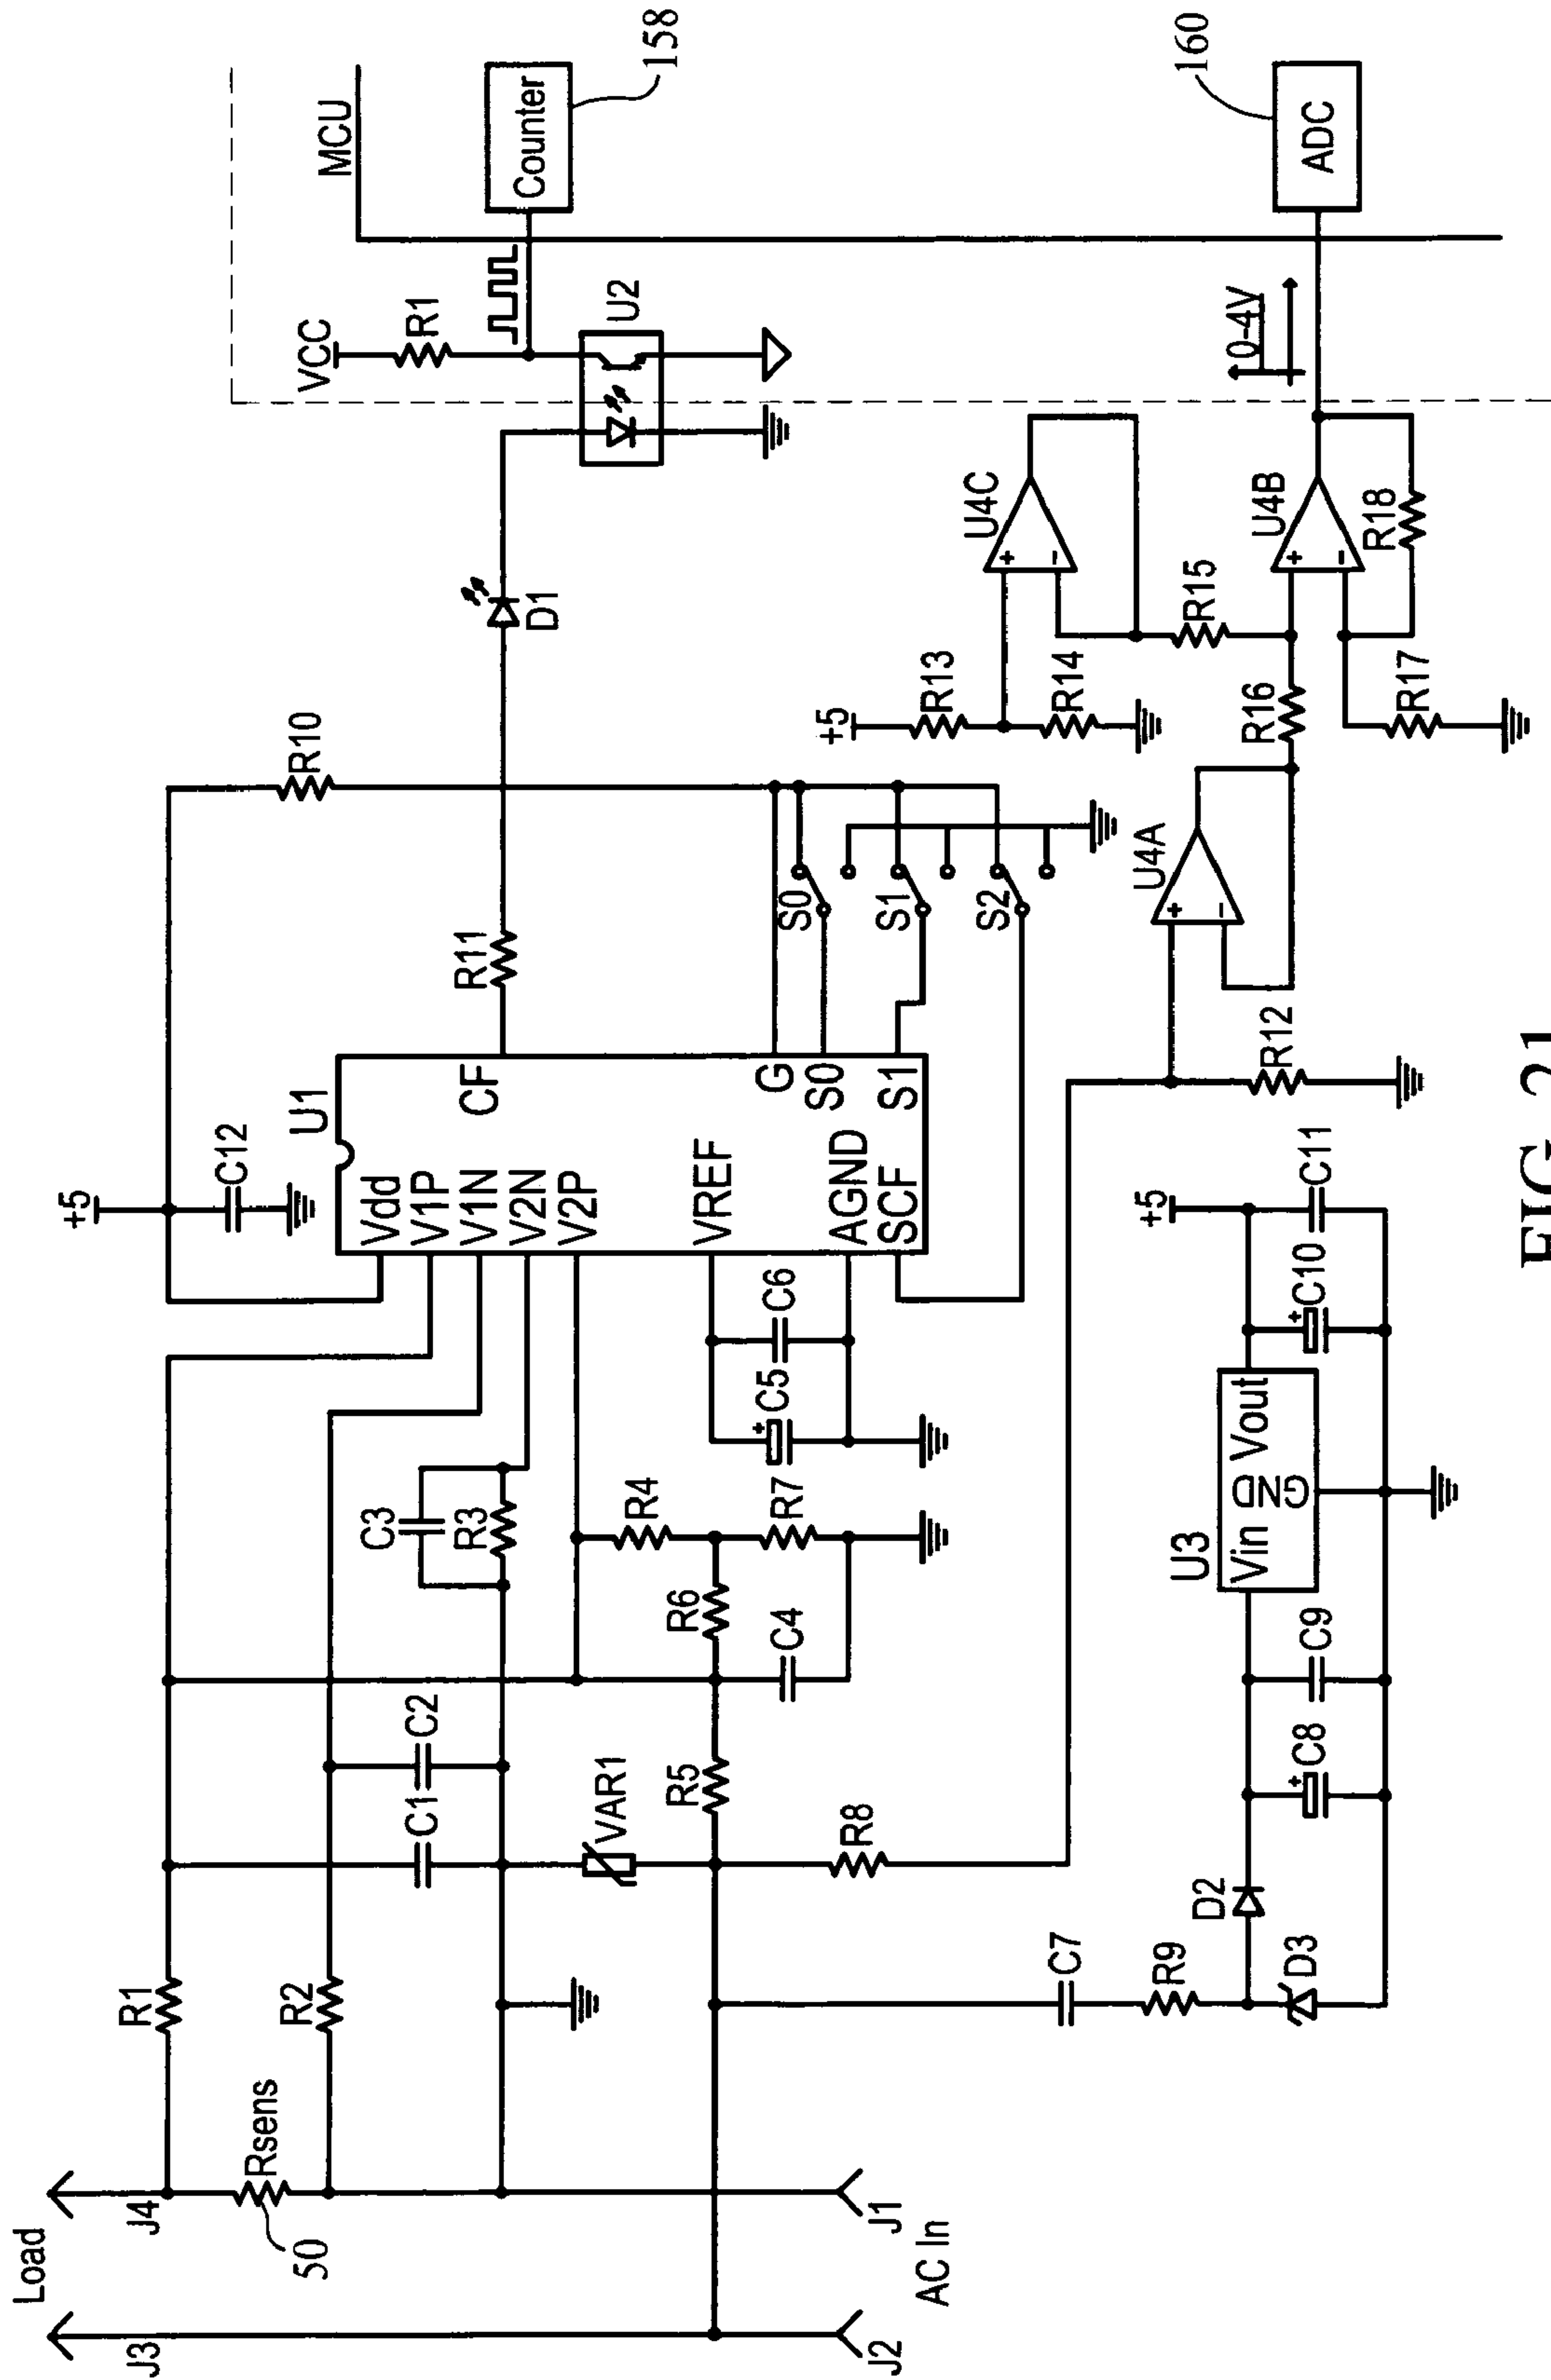 Load
J3
J4
50
Rsens
J2
J1
AC In
R1
R2
C1
C2
VAR1
R5
R8
C3
R3
R6
R4
C4
R7
C5
+
C6
+5
C12
U1
Vdd
V1P
V1N
V2N
V2P
VREF
AGND
SCF
CF
G
S0
S1
R11
R10
S0
S1
S2
D1
VCC
R1
U2
MCU
Counter
158
C7
R9
D2
D3
C8
+
C9
U3
Vin
GND
Vout
C10
+
C11
+5
R12
U4A
+
-
R16
+5
R13
R14
U4C
+
-
R15
U4B
+
-
R17
R18
0-4V
ADC
160
FIG. 21